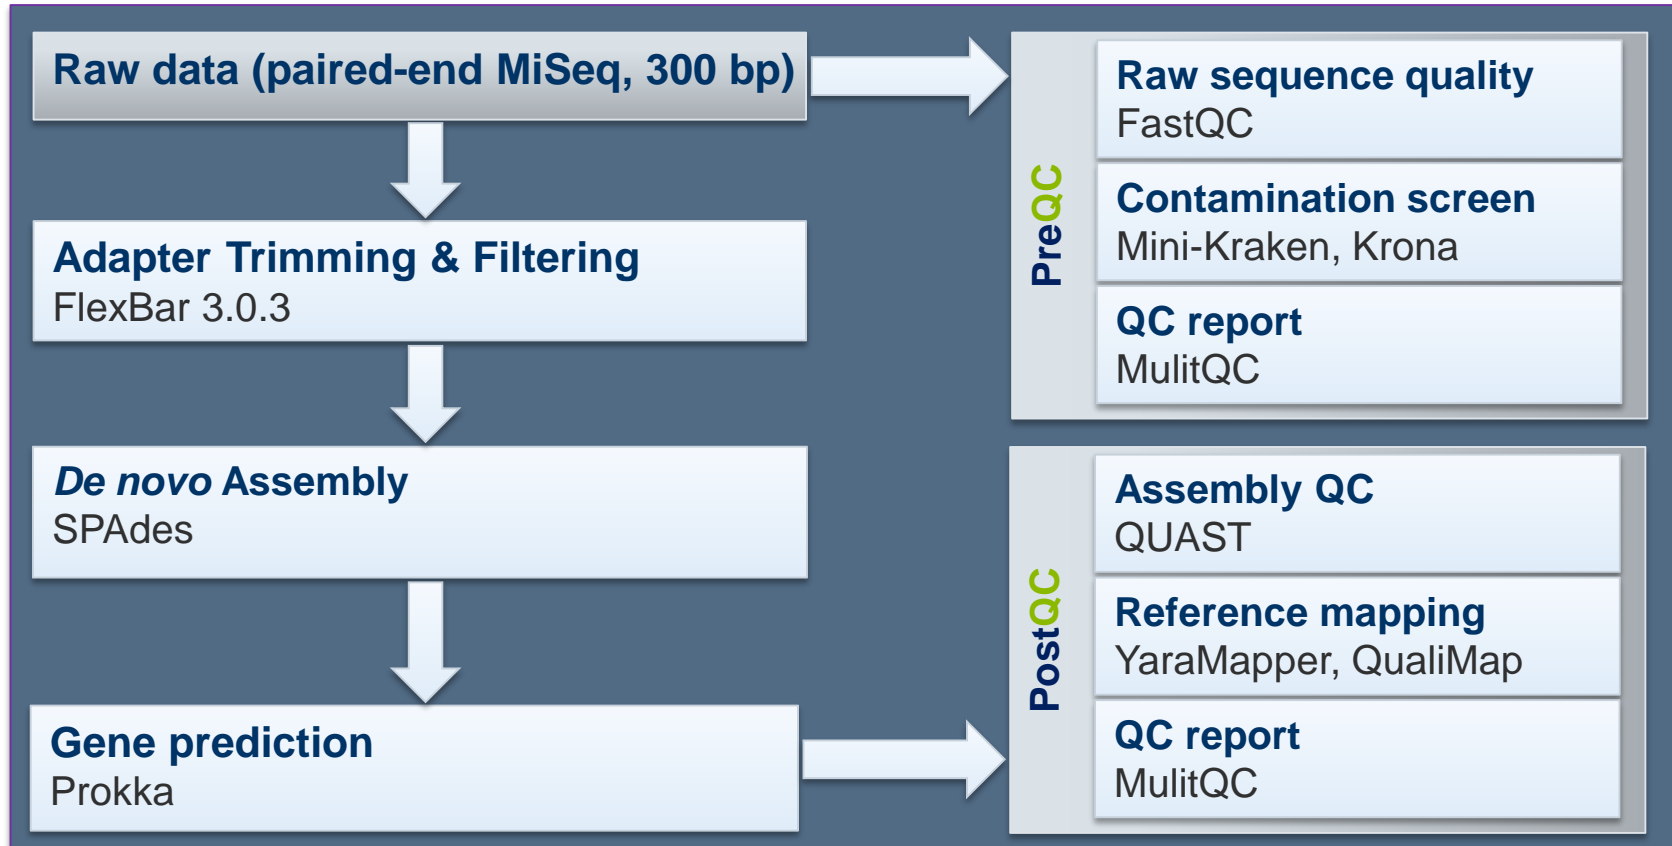 Raw data (paired-end MiSeq, 300 bp)
Adapter Trimming & Filtering
FlexBar 3.0.3
De novo Assembly
SPAdes
Gene prediction
Prokka
PreQC
Raw sequence quality
FastQC
Contamination screen
Mini-Kraken, Krona
QC report
MulitQC
PostQC
Assembly QC
QUAST
Reference mapping
YaraMapper, QualiMap
QC report
MulitQC